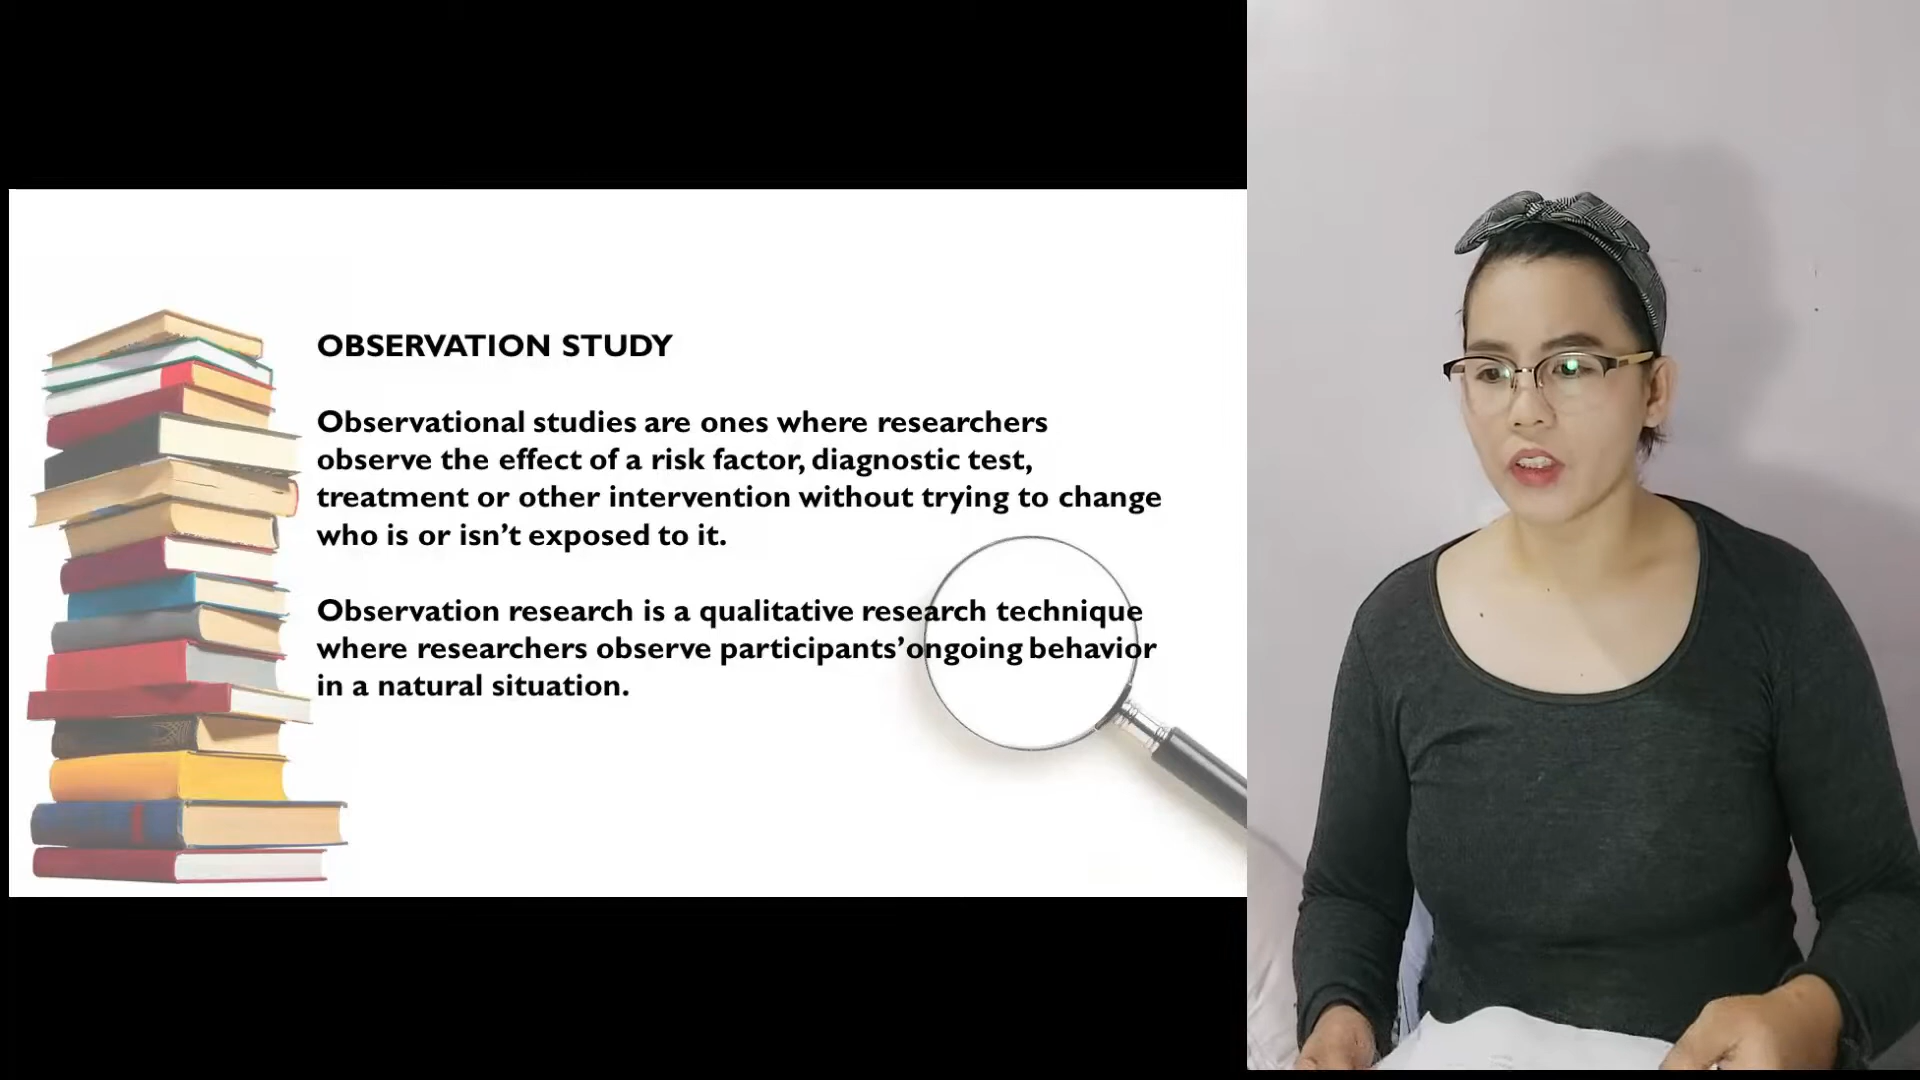 OBSERVATION STUDY
Observational studies are ones where researchers
observe the effect of a risk factor, diagnostic test,
treatment or other intervention without trying to change
who is or isn’t exposed to it.
Observation research is a qualitative research technique
where researchers observe participants’ ongoing behavior
in a natural situation.